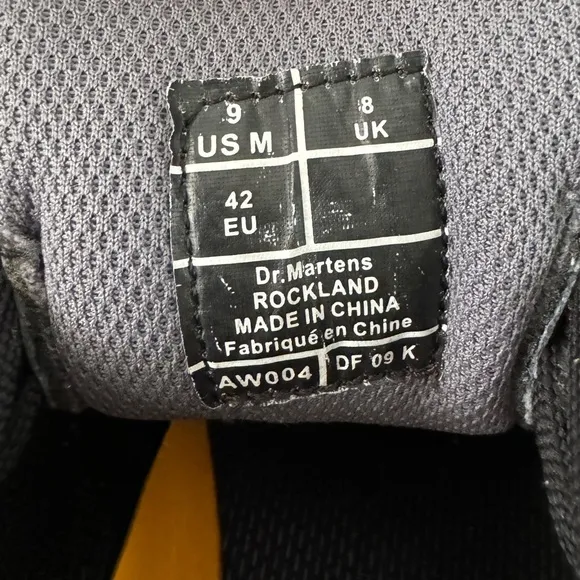 9
US M
8
UK
42
EU
Dr.Martens
ROCKLAND
MADE IN CHINA
Fabriqué en Chine
AW004
DF 09 K